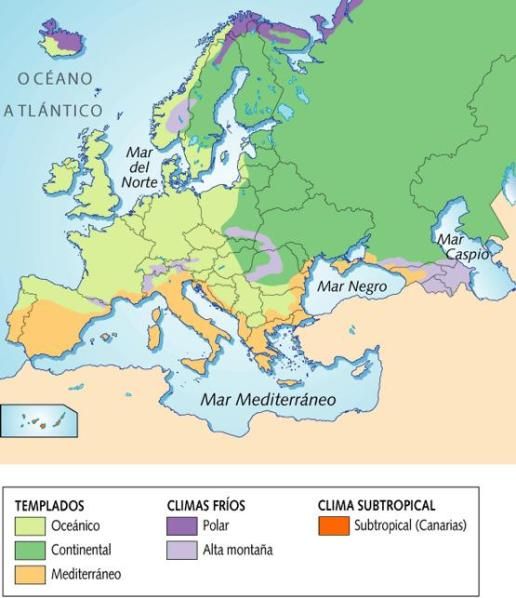 OCÉANO
ATLÁNTICO
Mar
del
Norte
Mar
Caspio
Mar Negro
Mar Mediterráneo
TEMPLADOS
Oceánico
Continental
Mediterráneo
CLIMAS FRÍOS
Polar
Alta montaña
CLIMA SUBTROPICAL
Subtropical (Canarias)